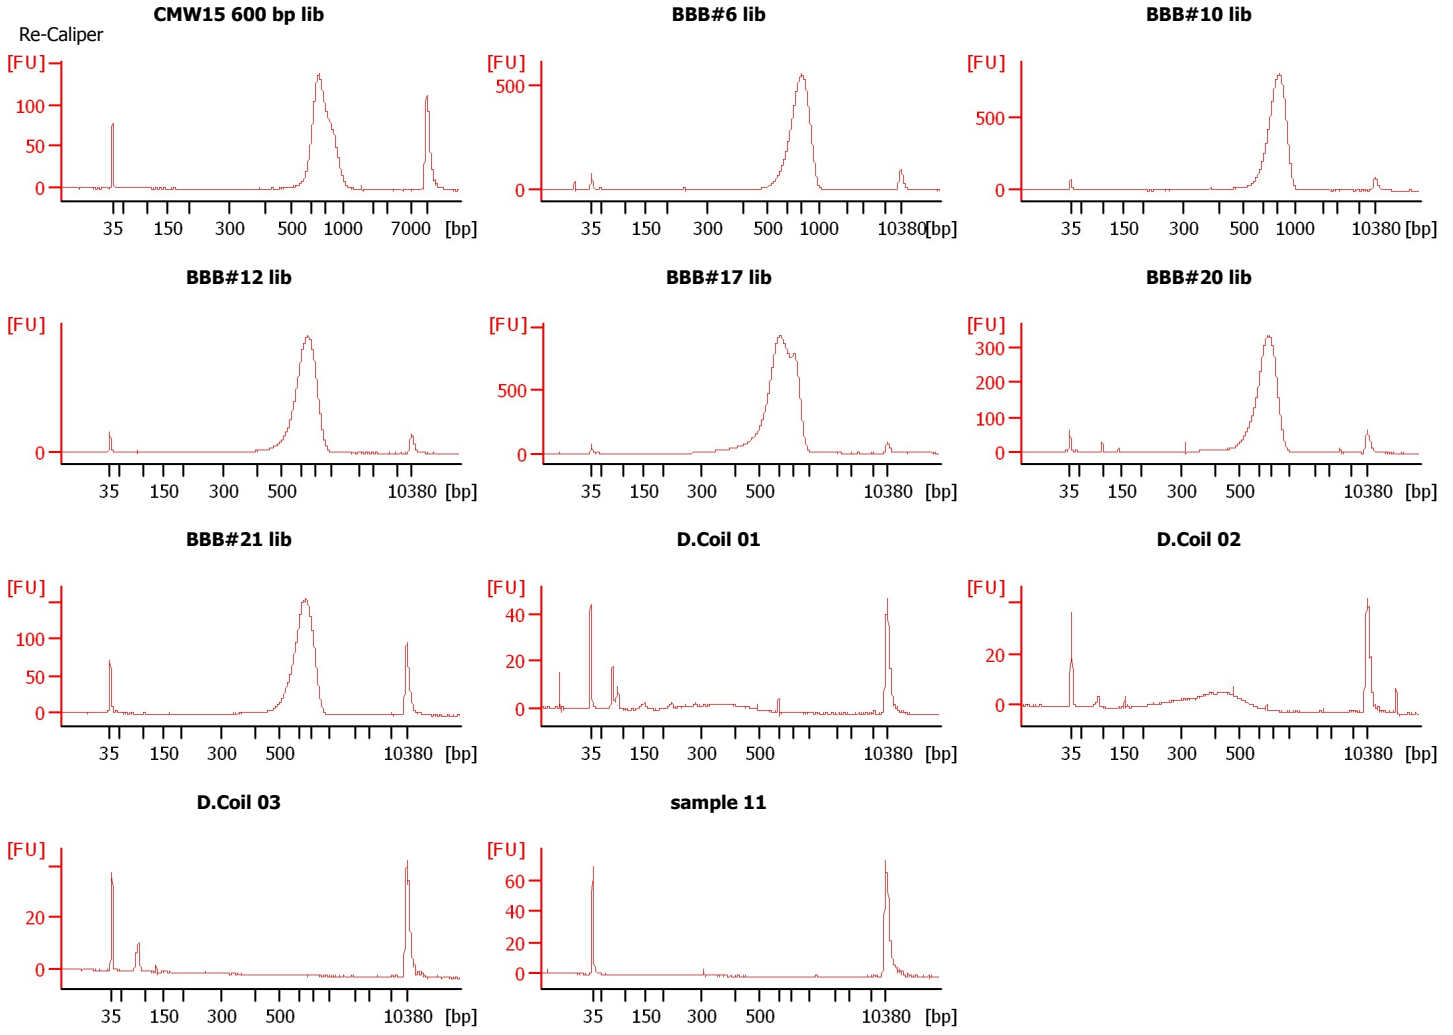 CMW15 600 bp lib
BBB#6 lib
BBB#10 lib
Re-Caliper
[FU]
100
50
0
35 150 300 500 1000 7000 [bp]
[FU]
500
0
35 150 300 500 1000 10380 [bp]
[FU]
500
0
35 150 300 500 1000 10380 [bp]
BBB#12 lib
BBB#17 lib
BBB#20 lib
[FU]
0
35 150 300 500 10380 [bp]
[FU]
500
0
35 150 300 500 10380 [bp]
[FU]
300
200
100
0
35 150 300 500 10380 [bp]
BBB#21 lib
D.Coil 01
D.Coil 02
[FU]
100
50
0
35 150 300 500 10380 [bp]
[FU]
40
20
0
35 150 300 500 10380 [bp]
[FU]
20
0
35 150 300 500 10380 [bp]
D.Coil 03
sample 11
[FU]
20
0
35 150 300 500 10380 [bp]
[FU]
60
40
20
0
35 150 300 500 10380 [bp]